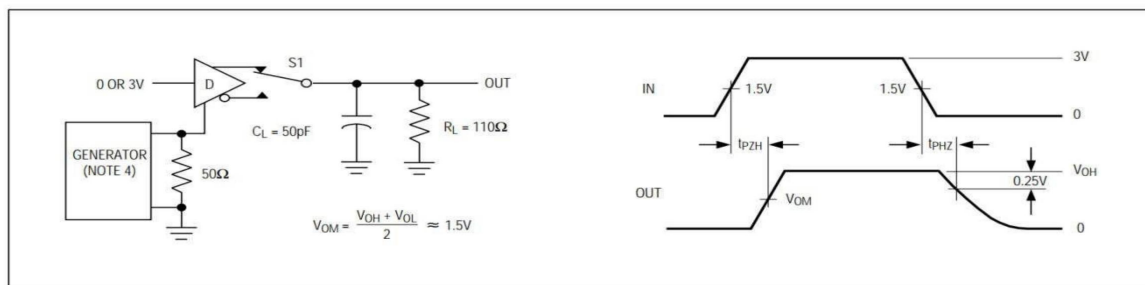 0 OR 3V
D
S1
OUT
GENERATOR
(NOTE 4)
50Ω
C_L = 50pF
R_L = 110Ω
V_OM = (V_OH + V_OL) / 2 ≈ 1.5V
IN
1.5V
1.5V
3V
0
t_PZH
t_PHZ
OUT
V_OM
V_OH
0.25V
0